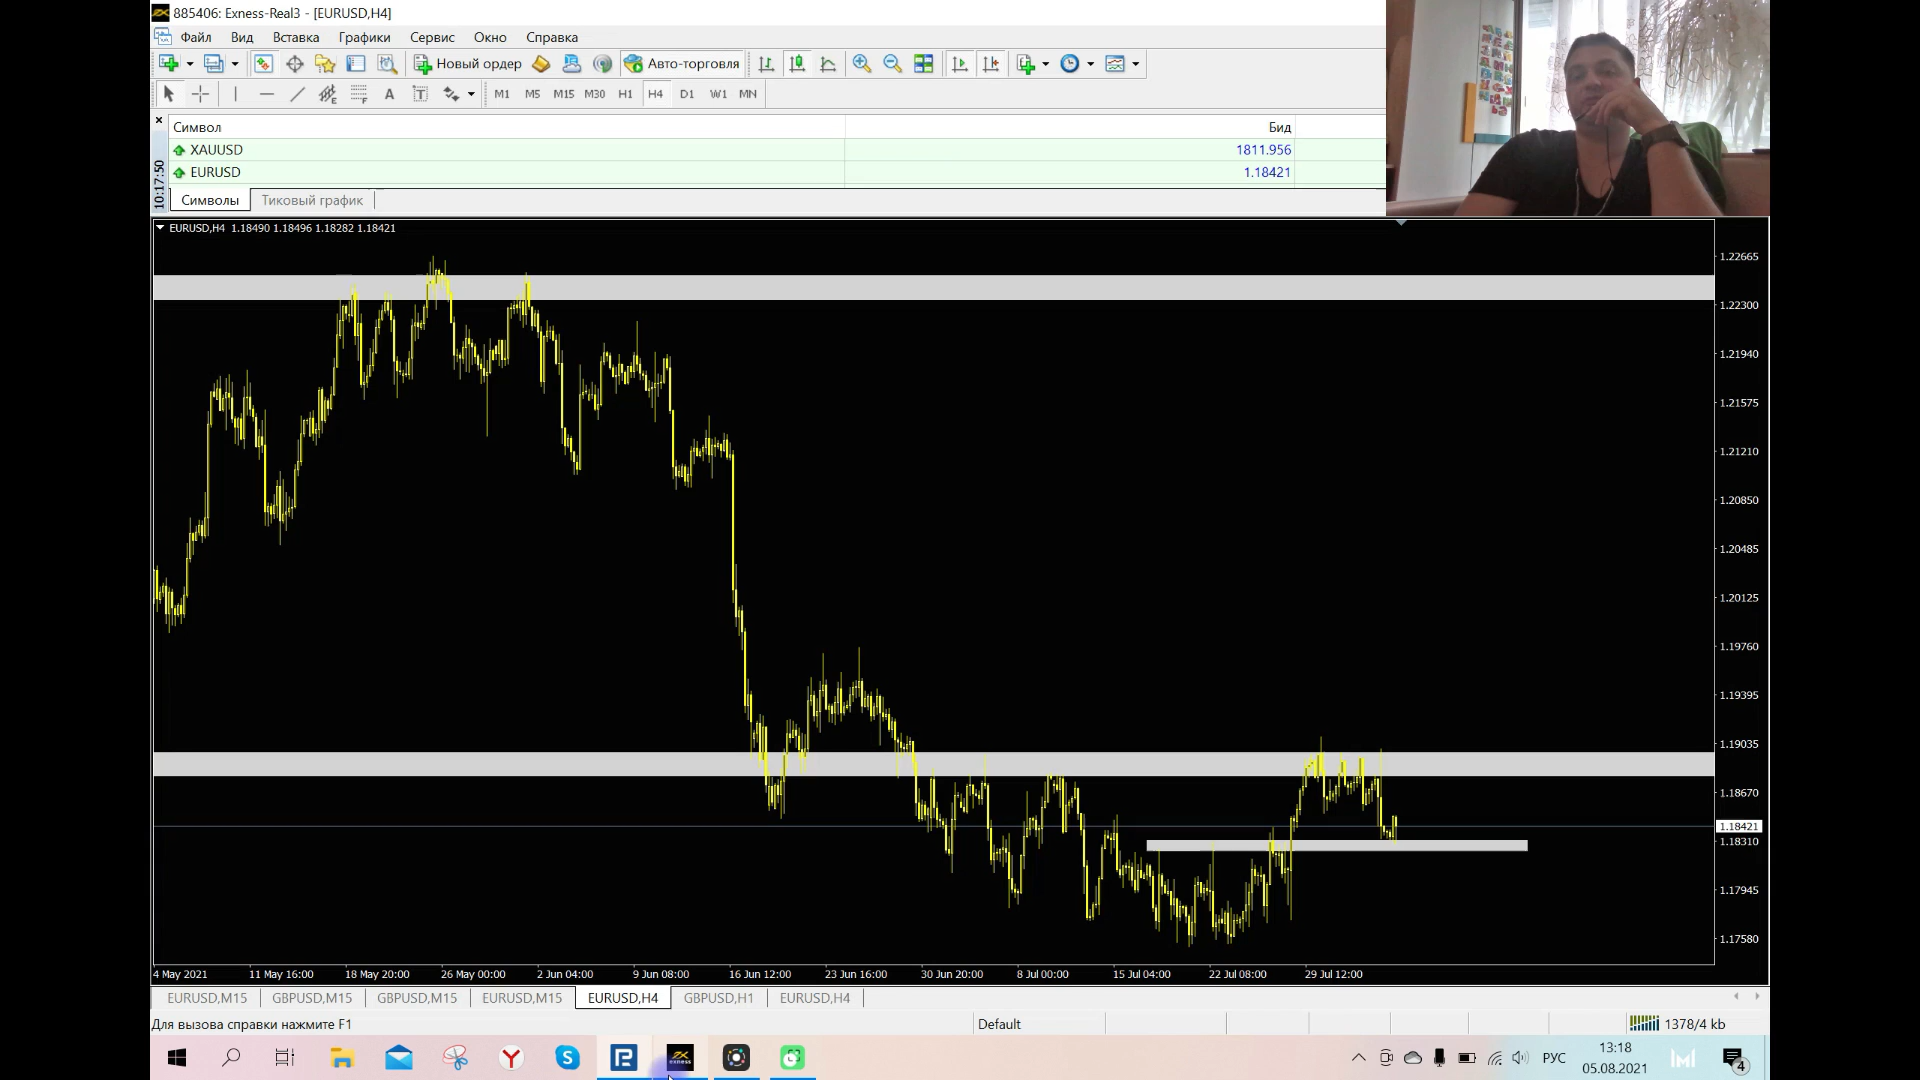 885406: Exness-Real3 - [EURUSD,H4]
Файл Вид Вставка Графики Сервис Окно Справка
Новый ордер Авто-торговля
A T M1 M5 M15 M30 H1 H4 D1 W1 MN
Символ Бид
XAUUSD 1811.956
EURUSD 1.18421
10:17:50
Символы Тиковый график
EURUSD,H4 1.18490 1.18496 1.18282 1.18421
1.22665
1.22300
1.21940
1.21575
1.21210
1.20850
1.20485
1.20125
1.19760
1.19395
1.19035
1.18670
1.18421
1.18310
1.17945
1.17580
4 May 2021 11 May 16:00 18 May 20:00 26 May 00:00 2 Jun 04:00 9 Jun 08:00 16 Jun 12:00 23 Jun 16:00 30 Jun 20:00 8 Jul 00:00 15 Jul 04:00 22 Jul 08:00 29 Jul 12:00
EURUSD,M15 GBPUSD,M15 GBPUSD,M15 EURUSD,M15 EURUSD,H4 GBPUSD,H1 EURUSD,H4
Для вызова справки нажмите F1 Default 1378/4 kb
exness РУС 13:18
05.08.2021 4